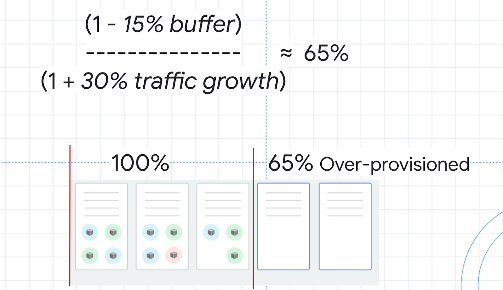 (1 - 15% buffer)
---------------
(1 + 30% traffic growth)
≈ 65%
100%
65% Over-provisioned